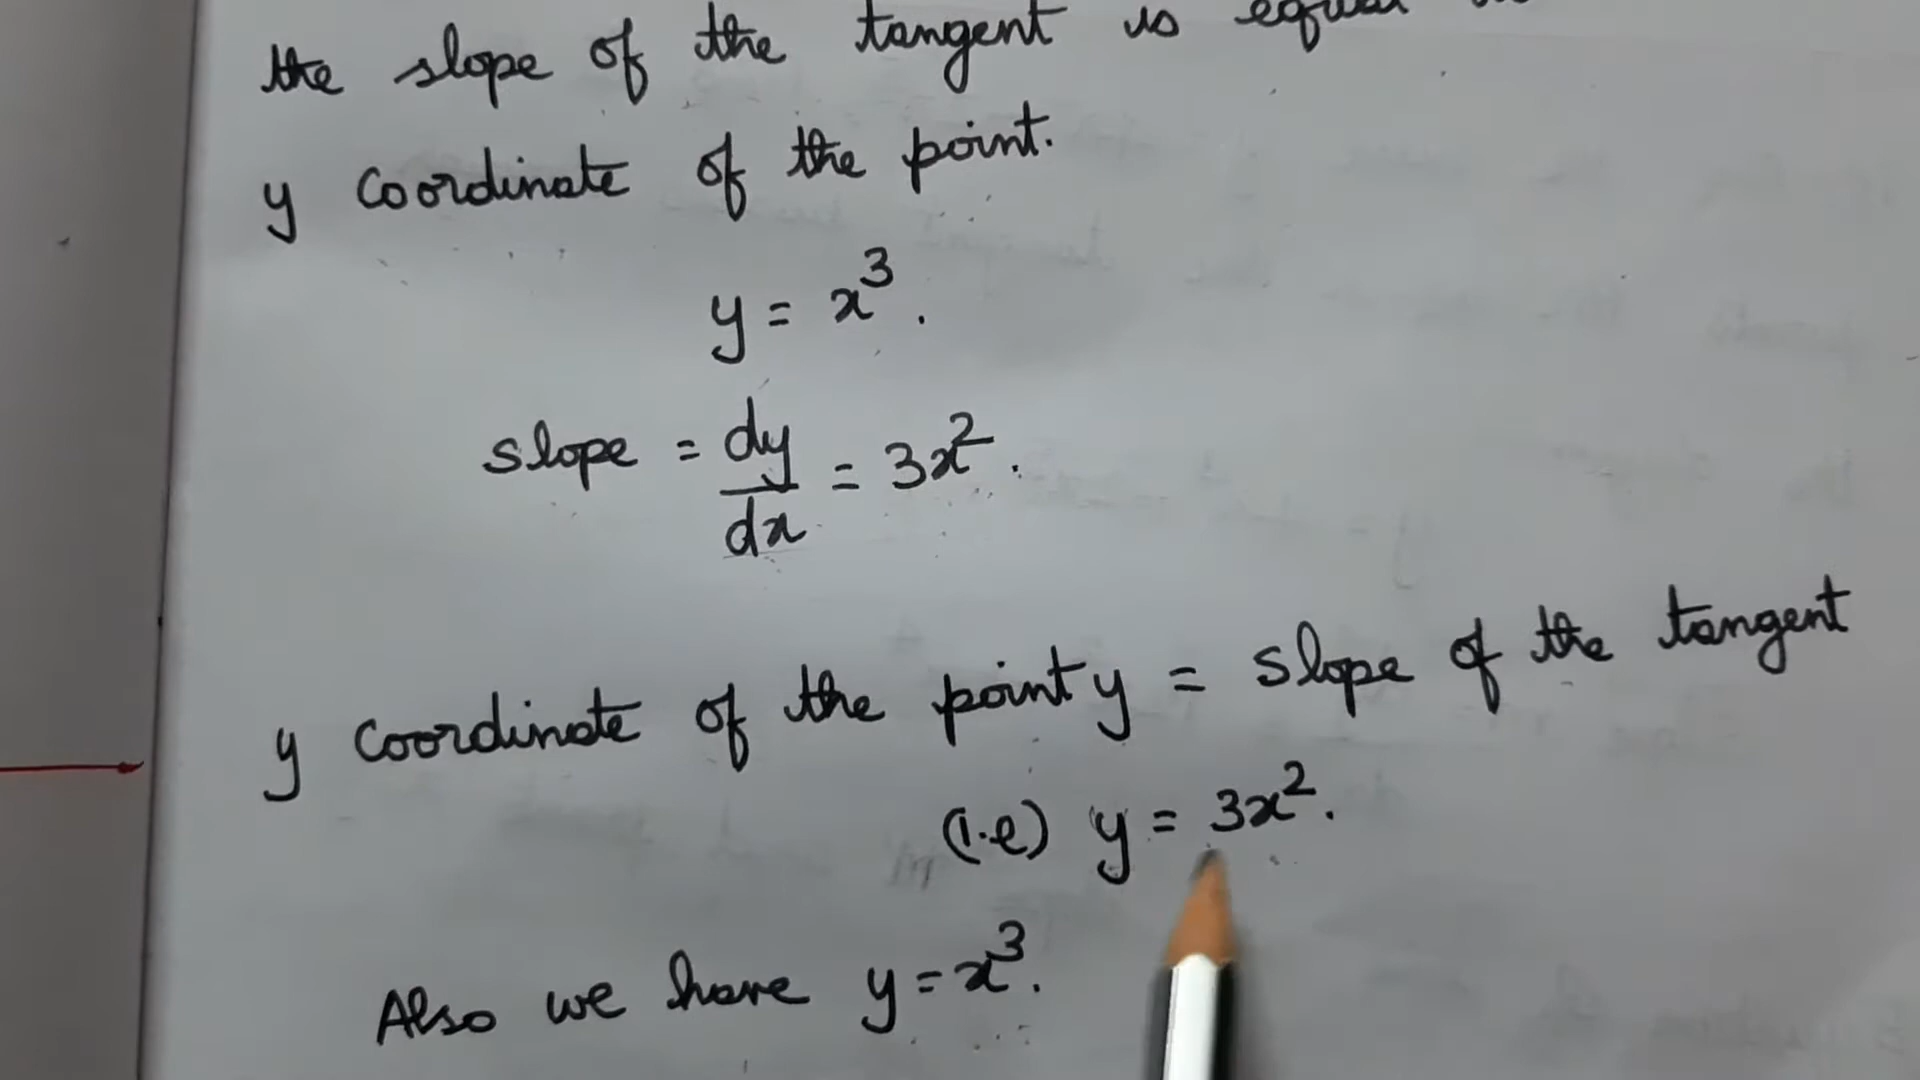 the slope of the tangent is equal
y coordinate of the point.
y = x³.
slope = dy/dx = 3x².
y coordinate of the point y = slope of the tangent
(i.e) y = 3x².
Also we have y = x³.